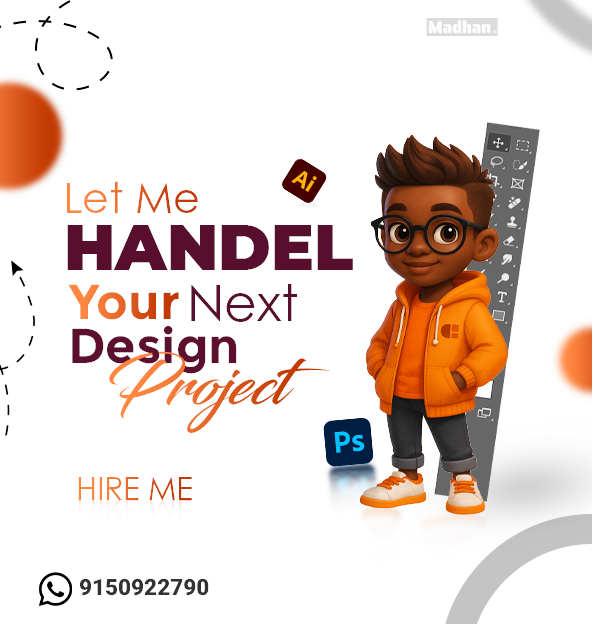 Madhan.
Ai
Let Me
HANDEL
Your Next
Design
Project
T
Ps
HIRE ME
9150922790